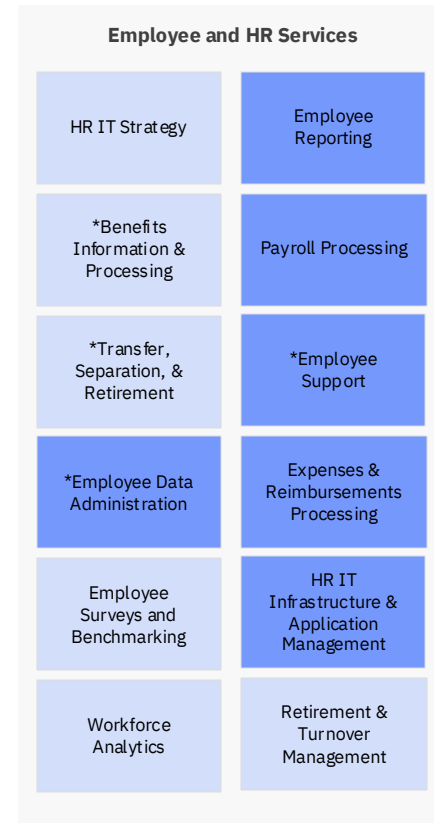 Employee and HR Services
HR IT Strategy
Employee
Reporting
*Benefits
Information &
Processing
Payroll Processing
*Transfer,
Separation, &
Retirement
*Employee
Support
*Employee Data
Administration
Expenses &
Reimbursements
Processing
Employee
Surveys and
Benchmarking
HR IT
Infrastructure &
Application
Management
Workforce
Analytics
Retirement &
Turnover
Management